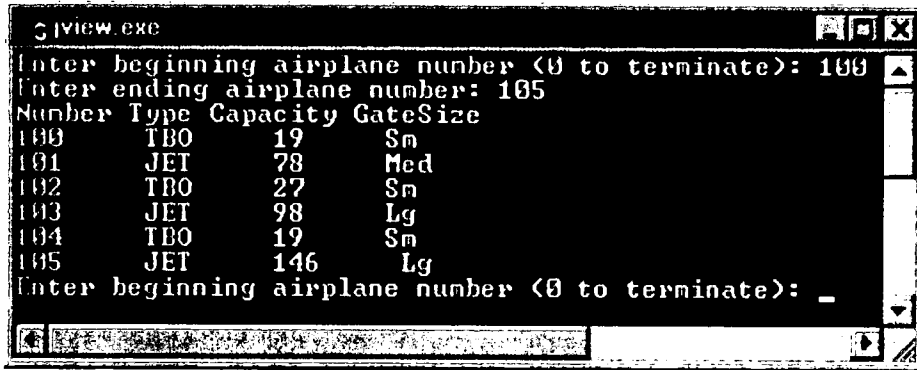 jview.exe
Enter beginning airplane number (0 to terminate): 100
Enter ending airplane number: 105
Number Type Capacity GateSize
100 TBO 19 Sm
101 JET 78 Med
102 TBO 27 Sm
103 JET 98 Lg
104 TBO 19 Sm
105 JET 146 Lg
Enter beginning airplane number (0 to terminate): _